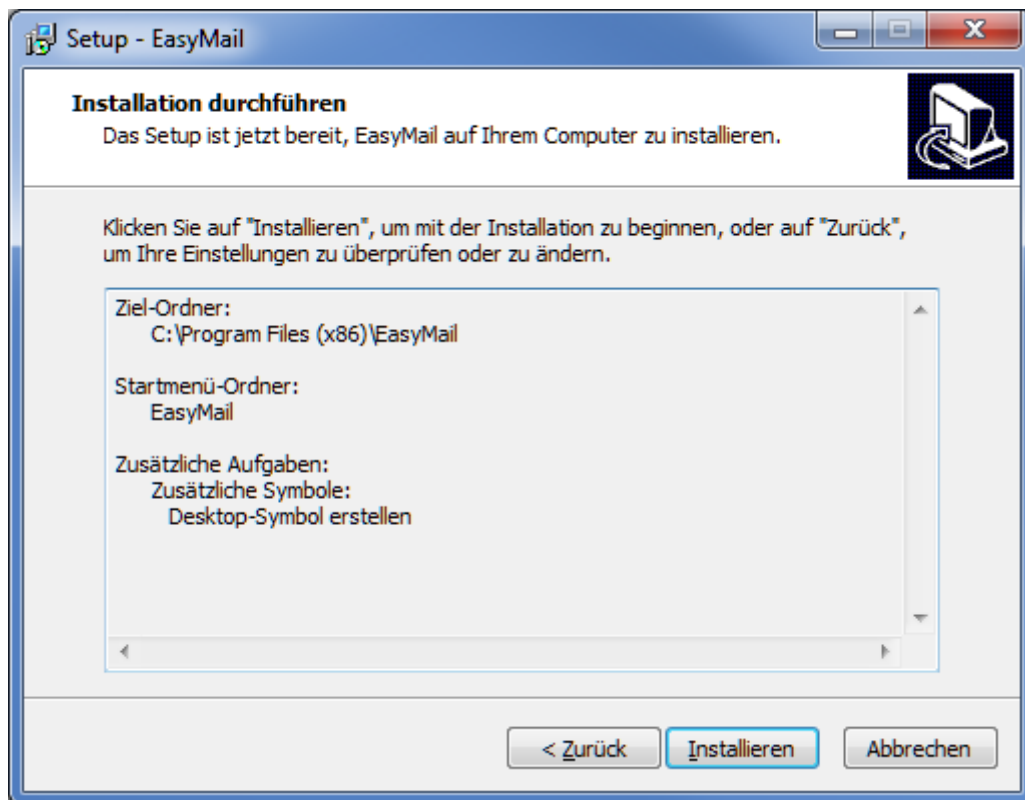 Setup - EasyMail
Installation durchführen
Das Setup ist jetzt bereit, EasyMail auf Ihrem Computer zu installieren.
Klicken Sie auf "Installieren", um mit der Installation zu beginnen, oder auf "Zurück",
um Ihre Einstellungen zu überprüfen oder zu ändern.
Ziel-Ordner:
C:\Program Files (x86)\EasyMail
Startmenü-Ordner:
EasyMail
Zusätzliche Aufgaben:
Zusätzliche Symbole:
Desktop-Symbol erstellen
< Zurück
Installieren
Abbrechen